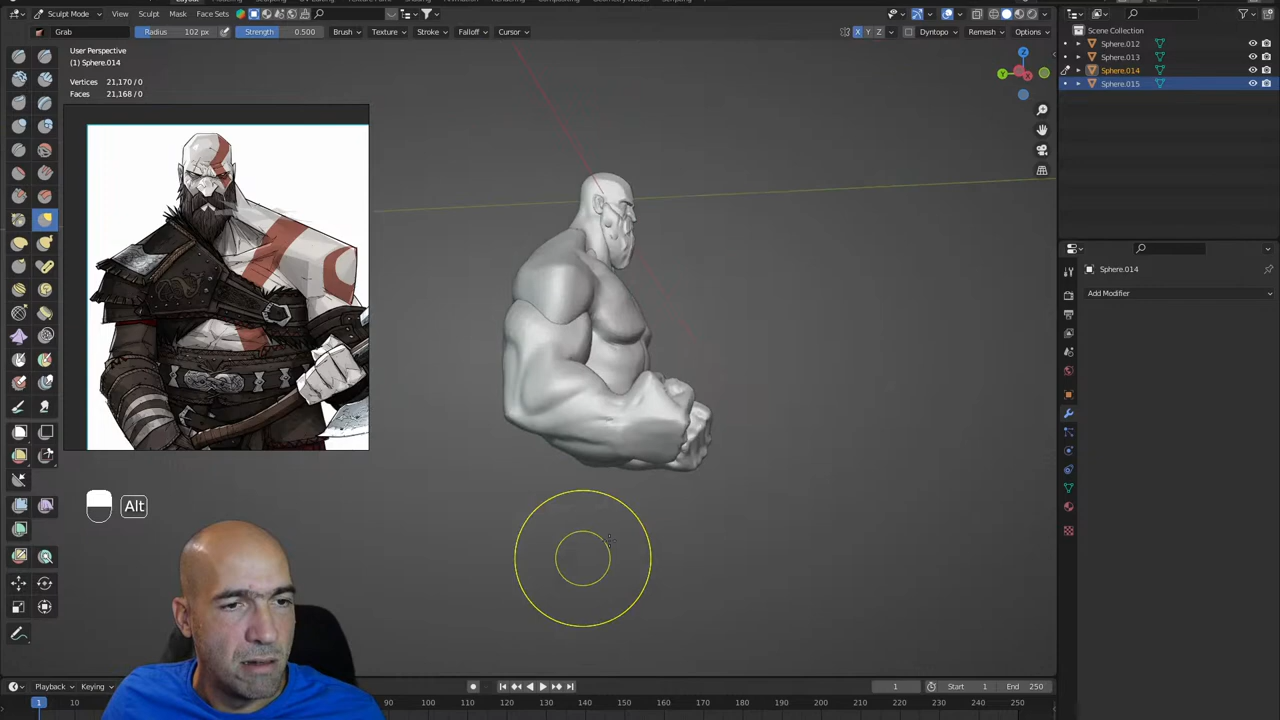 Sculpt Mode View Sculpt Mask Face Sets
Grab Radius 102 px Strength 0.500 Brush Texture Stroke Falloff Cursor X Y Z Dyntopo Remesh Options
User Perspective
(1) Sphere.014
Vertices 21,170 / 0
Faces 21,168 / 0
Z
Y
X
Alt
Scene Collection
Sphere.012
Sphere.013
Sphere.014
Sphere.015
Sphere.014
Add Modifier
Playback Keying 1 Start 1 End 250
1 10 80 90 100 110 120 130 140 150 160 170 180 190 200 210 220 230 240 250